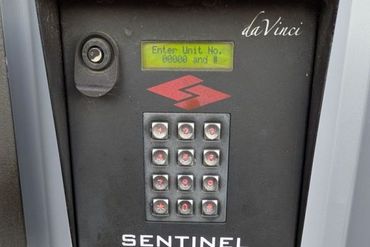 daVinci
Enter Unit No.
00000 and #
SENTINEL